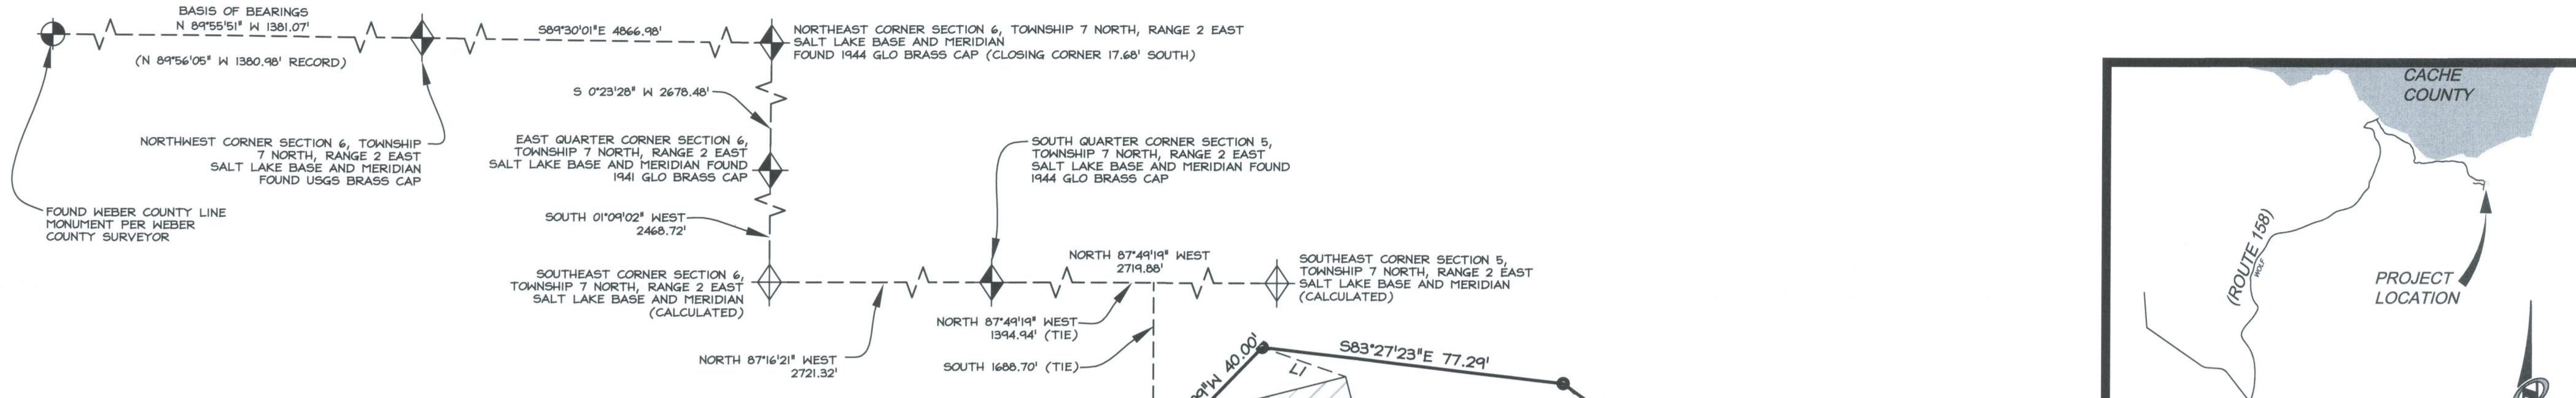 BASIS OF BEARINGS
N 89°55'51" W 1381.07'
(N 89°56'05" W 1380.98' RECORD)
S89°30'01"E 4866.98'
NORTHEAST CORNER SECTION 6, TOWNSHIP 7 NORTH, RANGE 2 EAST
SALT LAKE BASE AND MERIDIAN
FOUND 1944 GLO BRASS CAP (CLOSING CORNER 17.68' SOUTH)
S 0°23'28" W 2678.48'
NORTHWEST CORNER SECTION 6, TOWNSHIP
7 NORTH, RANGE 2 EAST
SALT LAKE BASE AND MERIDIAN
FOUND USGS BRASS CAP
EAST QUARTER CORNER SECTION 6,
TOWNSHIP 7 NORTH, RANGE 2 EAST
SALT LAKE BASE AND MERIDIAN FOUND
1941 GLO BRASS CAP
SOUTH QUARTER CORNER SECTION 5,
TOWNSHIP 7 NORTH, RANGE 2 EAST
SALT LAKE BASE AND MERIDIAN FOUND
1944 GLO BRASS CAP
FOUND WEBER COUNTY LINE
MONUMENT PER WEBER
COUNTY SURVEYOR
SOUTH 01°09'02" WEST
2468.72'
SOUTHEAST CORNER SECTION 6,
TOWNSHIP 7 NORTH, RANGE 2 EAST
SALT LAKE BASE AND MERIDIAN
(CALCULATED)
NORTH 87°49'19" WEST
2719.88'
SOUTHEAST CORNER SECTION 5,
TOWNSHIP 7 NORTH, RANGE 2 EAST
SALT LAKE BASE AND MERIDIAN
(CALCULATED)
NORTH 87°49'19" WEST
1394.94' (TIE)
NORTH 87°16'21" WEST
2721.32'
SOUTH 1688.70' (TIE)
9"W 40.00'
L1
S83°27'23"E 77.29'
CACHE
COUNTY
(ROUTE 158)
WOLF
PROJECT
LOCATION